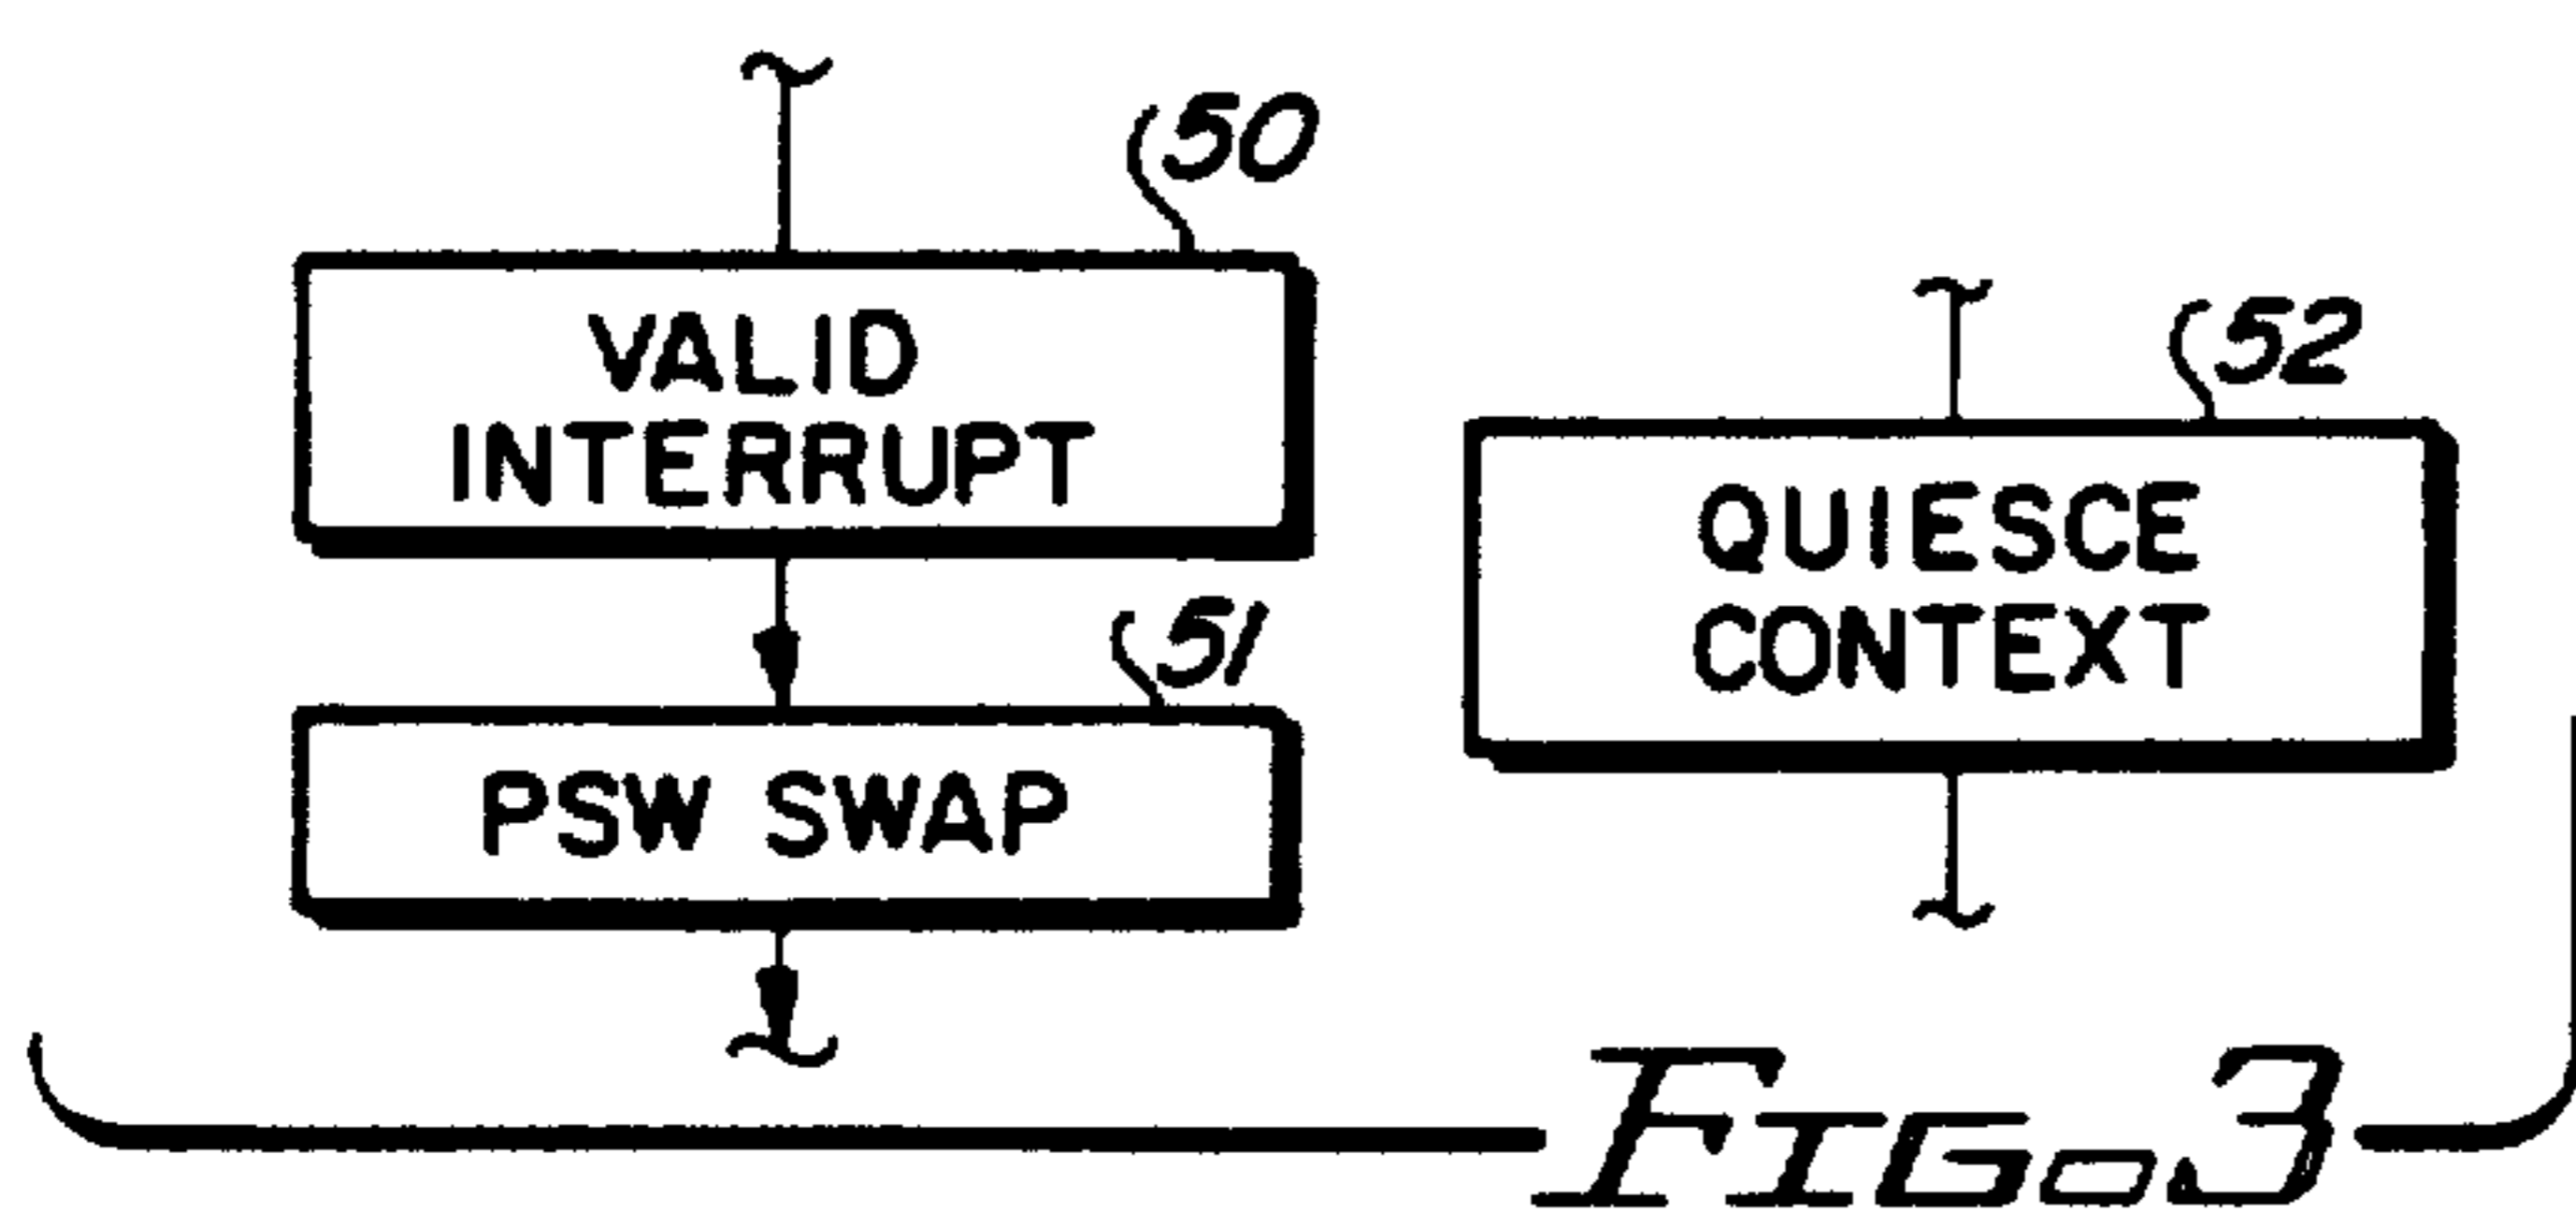 50
VALID
INTERRUPT
51
PSW SWAP
52
QUIESCE
CONTEXT
FIG. 3